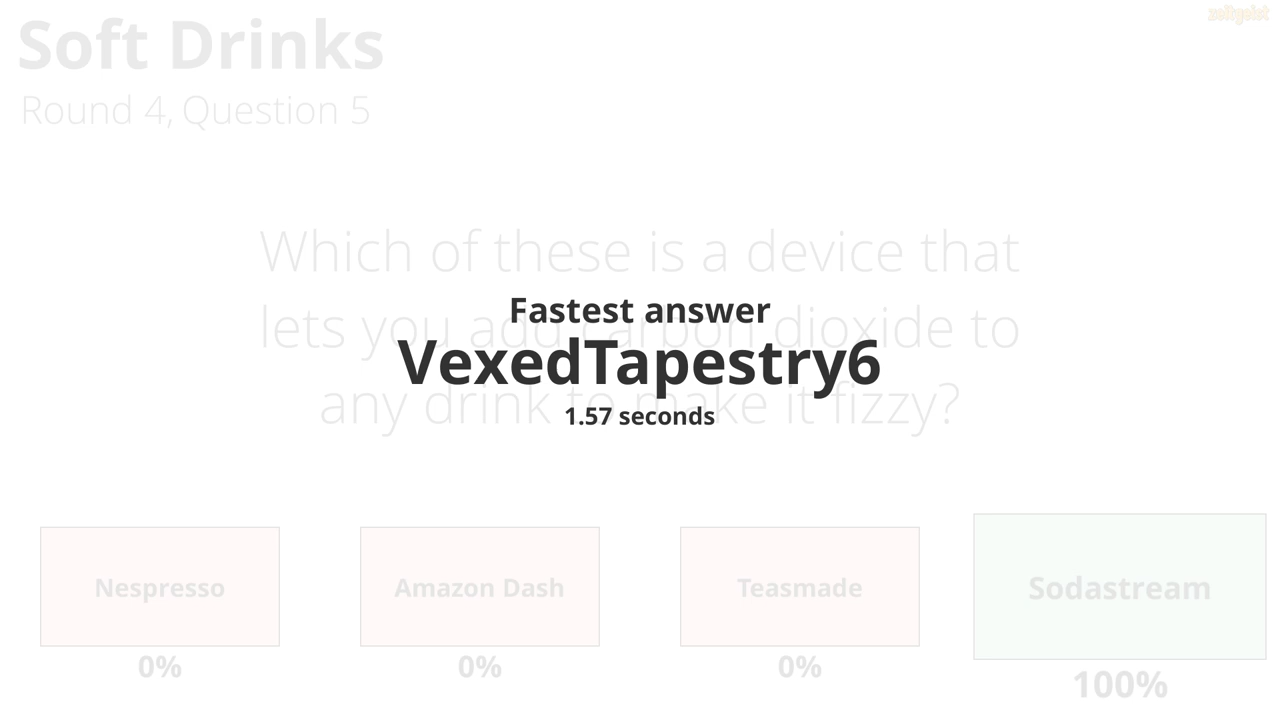 Soft Drinks
zeitgeist
Round 4, Question 5
Which of these is a device that
lets you add carbon dioxide to
any drink to make it fizzy?
Fastest answer
VexedTapestry6
1.57 seconds
Nespresso
Amazon Dash
Teasmade
Sodastream
0%
0%
0%
100%